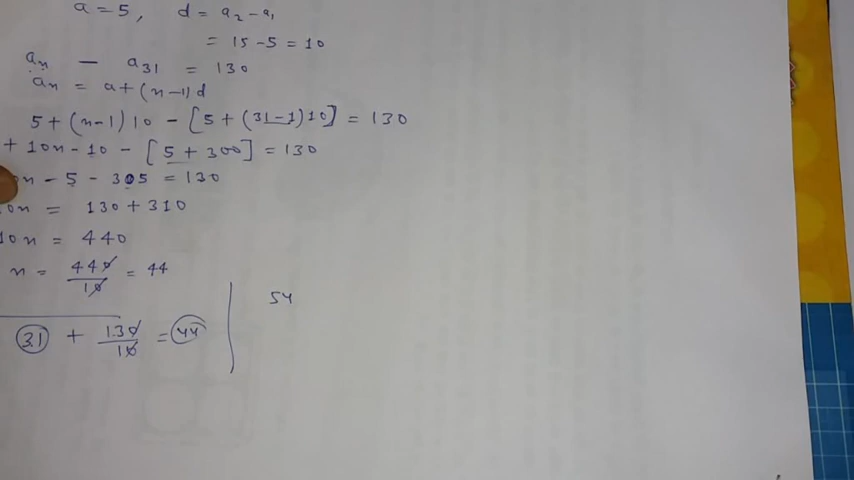 a = 5, d = a₂ - a₁
= 15 - 5 = 10
aₙ - a₃₁ = 130
aₙ = a + (n-1)d
5 + (n-1) 10 - [5 + (31-1)10] = 130
+ 10n - 10 - [5 + 300] = 130
0n - 5 - 305 = 130
10n = 130 + 310
10n = 440
n = 440/10 = 44
54
31 + 130/10 = 44